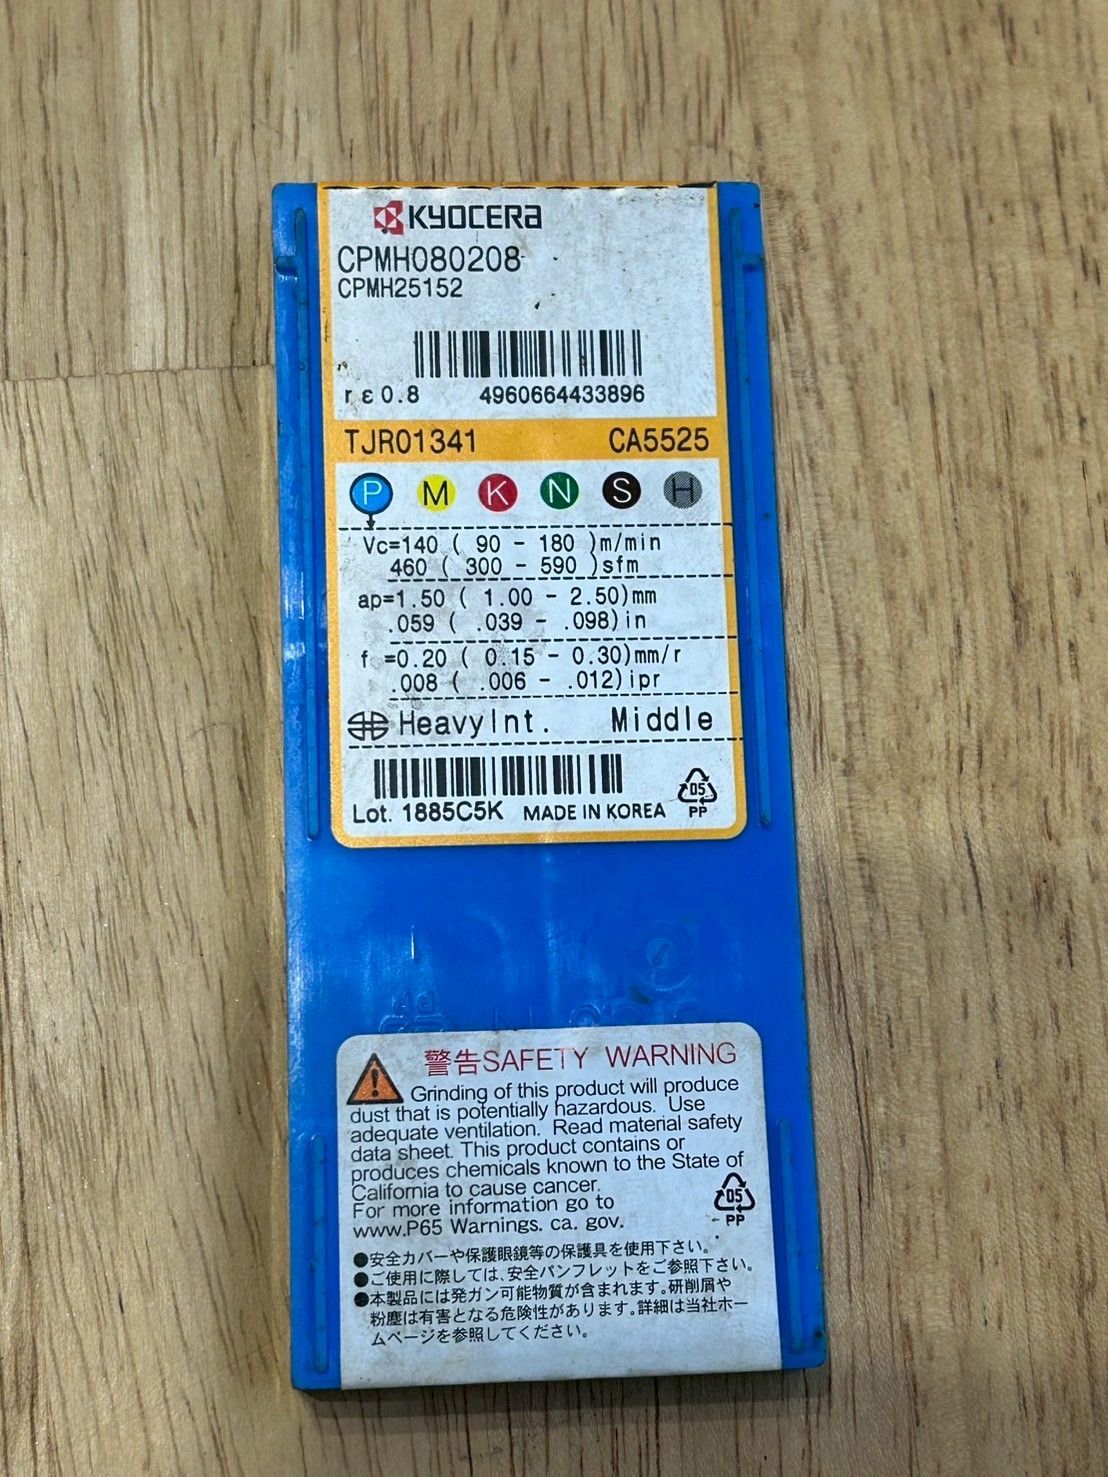 KYOCERA
CPMH080208
CPMH25152
rε0.8 4960664433896
TJR01341 CA5525
P M K N S H
Vc=140 ( 90 - 180 )m/min
460 ( 300 - 590 )sfm
ap=1.50 ( 1.00 - 2.50)mm
.059 ( .039 - .098)in
f =0.20 ( 0.15 - 0.30)mm/r
.008 ( .006 - .012)ipr
HeavyInt. Middle
05
Lot. 1885C5K MADE IN KOREA PP
警告SAFETY WARNING
Grinding of this product will produce
dust that is potentially hazardous. Use
adequate ventilation. Read material safety
data sheet. This product contains or
produces chemicals known to the State of
California to cause cancer.
For more information go to
www.P65 Warnings. ca. gov.
05
PP
●安全カバーや保護眼鏡等の保護具を使用下さい。
●ご使用に際しては、安全パンフレットをご参照下さい。
●本製品には発ガン可能物質が含まれます。研削屑や
粉塵は有害となる危険性があります。詳細は当社ホー
ムページを参照してください。